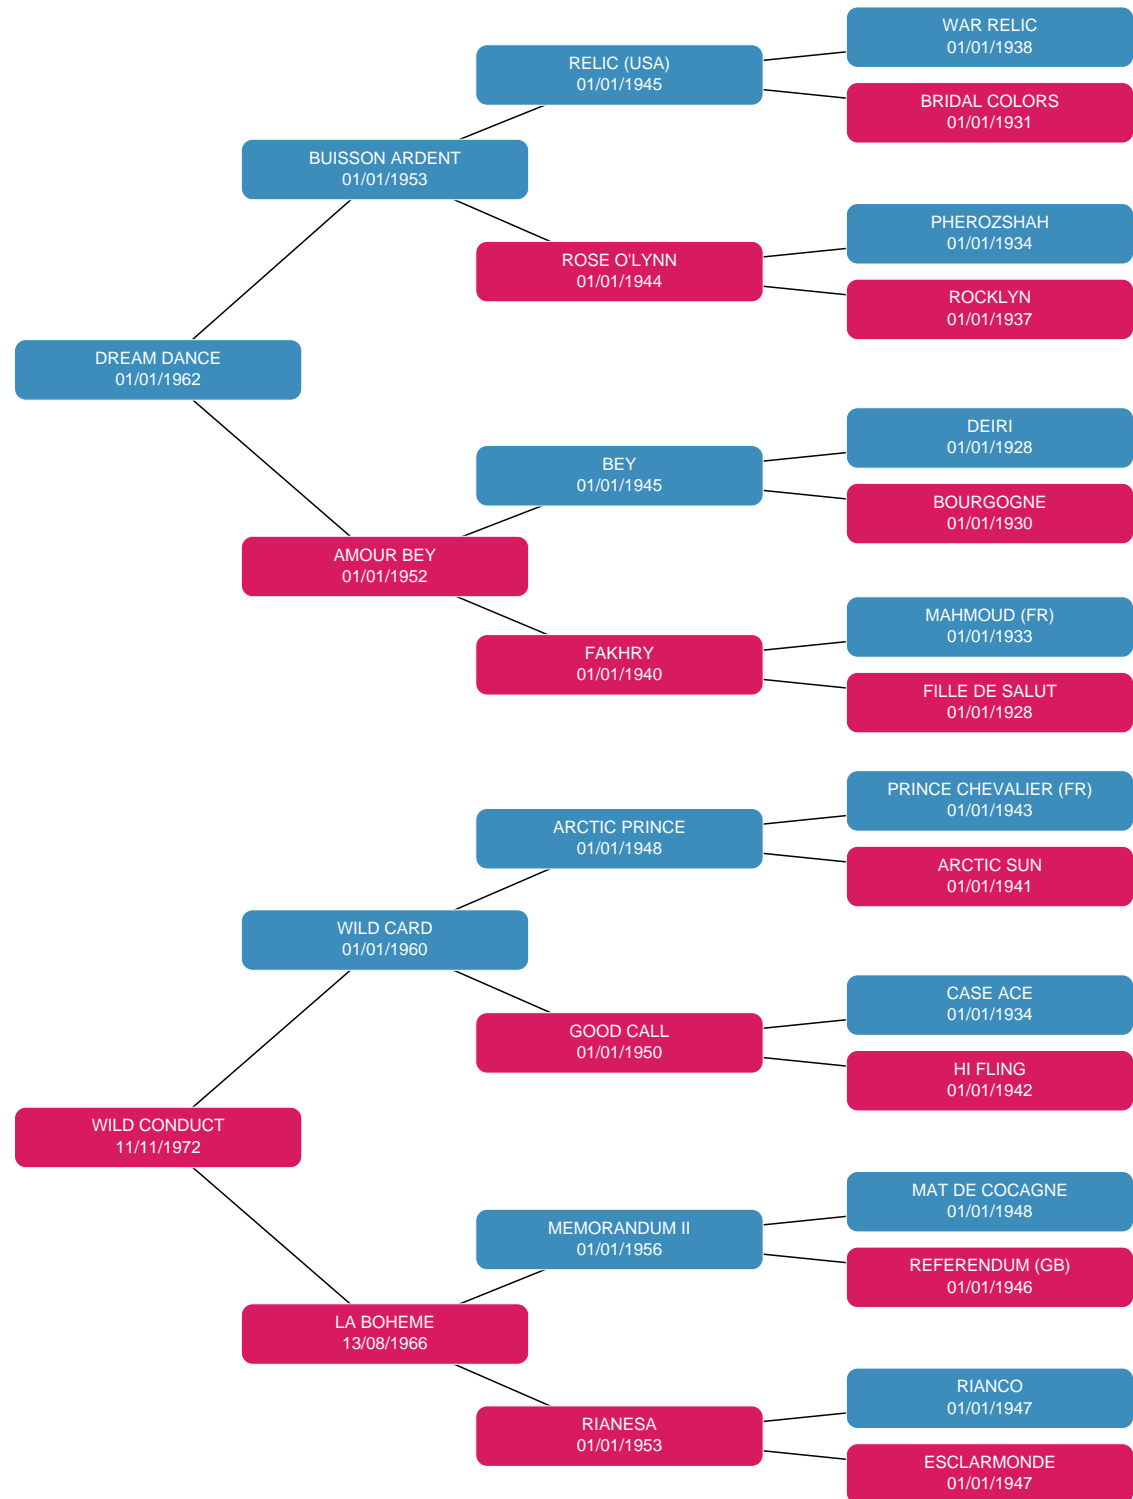 WAR RELIC
01/01/1938
RELIC (USA)
01/01/1945
BRIDAL COLORS
01/01/1931
BUISSON ARDENT
01/01/1953
PHEROZSHAH
01/01/1934
ROSE O'LYNN
01/01/1944
ROCKLYN
01/01/1937
DREAM DANCE
01/01/1962
DEIRI
01/01/1928
BEY
01/01/1945
BOURGOGNE
01/01/1930
AMOUR BEY
01/01/1952
MAHMOUD (FR)
01/01/1933
FAKHRY
01/01/1940
FILLE DE SALUT
01/01/1928
PRINCE CHEVALIER (FR)
01/01/1943
ARCTIC PRINCE
01/01/1948
ARCTIC SUN
01/01/1941
WILD CARD
01/01/1960
CASE ACE
01/01/1934
GOOD CALL
01/01/1950
HI FLING
01/01/1942
WILD CONDUCT
11/11/1972
MAT DE COCAGNE
01/01/1948
MEMORANDUM II
01/01/1956
REFERENDUM (GB)
01/01/1946
LA BOHEME
13/08/1966
RIANCO
01/01/1947
RIANESA
01/01/1953
ESCLARMONDE
01/01/1947